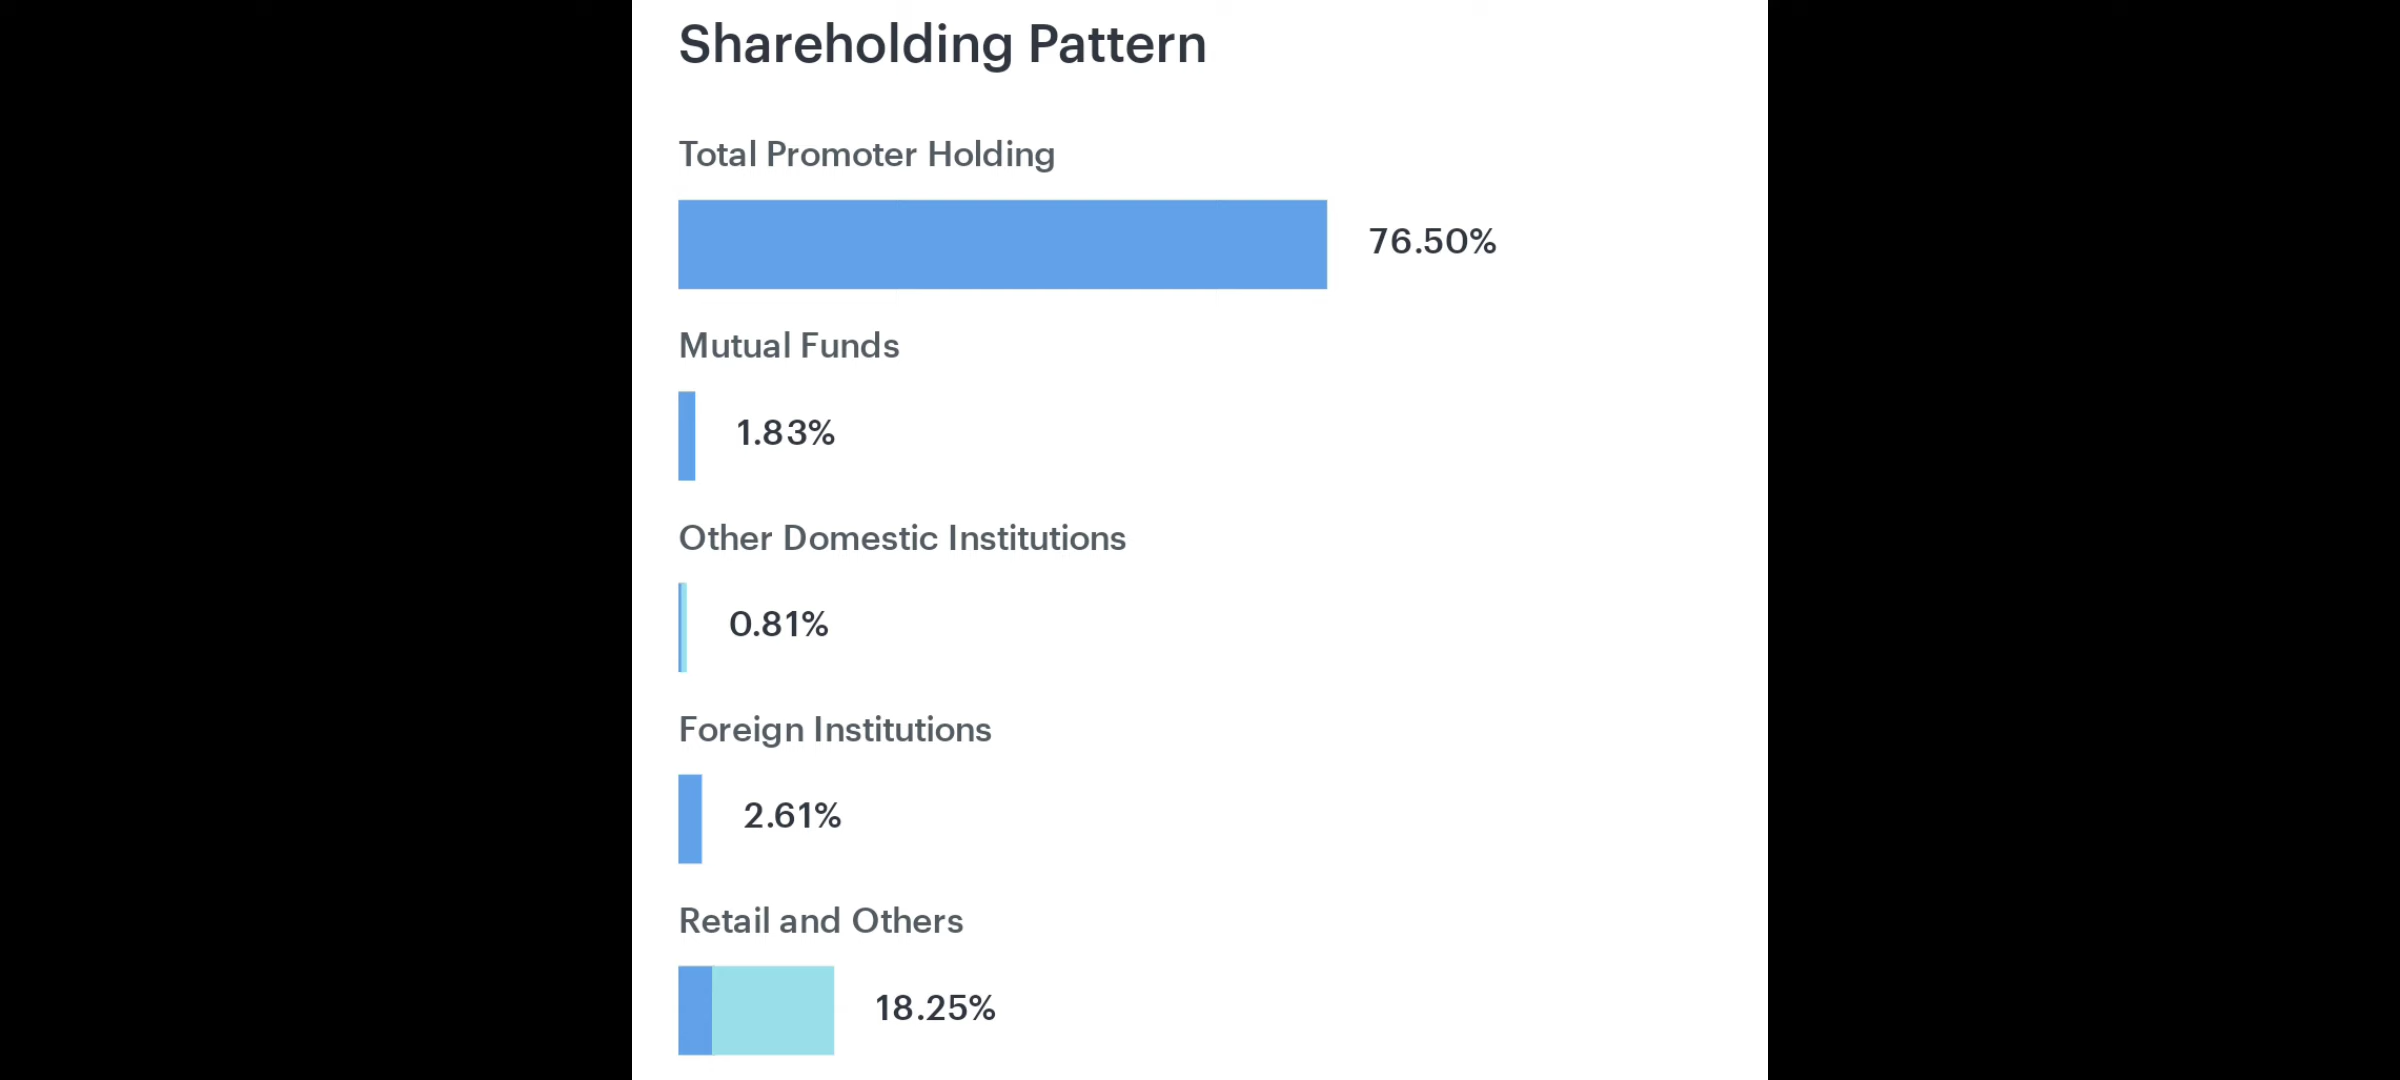 Shareholding Pattern
Total Promoter Holding
76.50%
Mutual Funds
1.83%
Other Domestic Institutions
0.81%
Foreign Institutions
2.61%
Retail and Others
18.25%